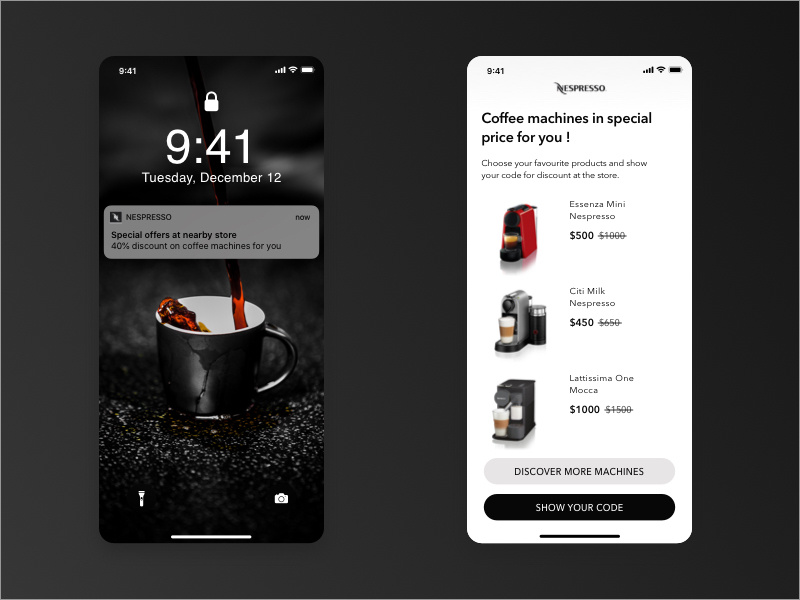 9:41
9:41
Tuesday, December 12
NESPRESSO
now
Special offers at nearby store
40% discount on coffee machines for you
9:41
NESPRESSO
Coffee machines in special
price for you !
Choose your favourite products and show
your code for discount at the store.
Essenza Mini
Nespresso
$500 $1000
Citi Milk
Nespresso
$450 $650
Lattissima One
Mocca
$1000 $1500
DISCOVER MORE MACHINES
SHOW YOUR CODE